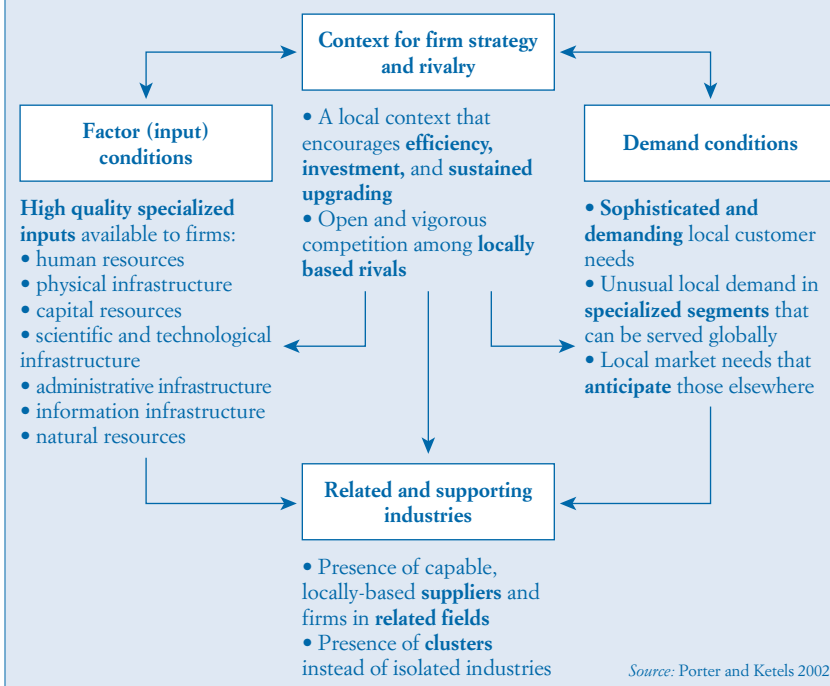 Context for firm strategy
and rivalry
Factor (input)
conditions
High quality specialized
inputs available to firms:
• human resources
• physical infrastructure
• capital resources
• scientific and technological
infrastructure
• administrative infrastructure
• information infrastructure
• natural resources
• A local context that
encourages efficiency,
investment, and sustained
upgrading
• Open and vigorous
competition among locally
based rivals
Demand conditions
• Sophisticated and
demanding local customer
needs
• Unusual local demand in
specialized segments that
can be served globally
• Local market needs that
anticipate those elsewhere
Related and supporting
industries
• Presence of capable,
locally-based suppliers and
firms in related fields
• Presence of clusters
instead of isolated industries
Source: Porter and Ketels 2002